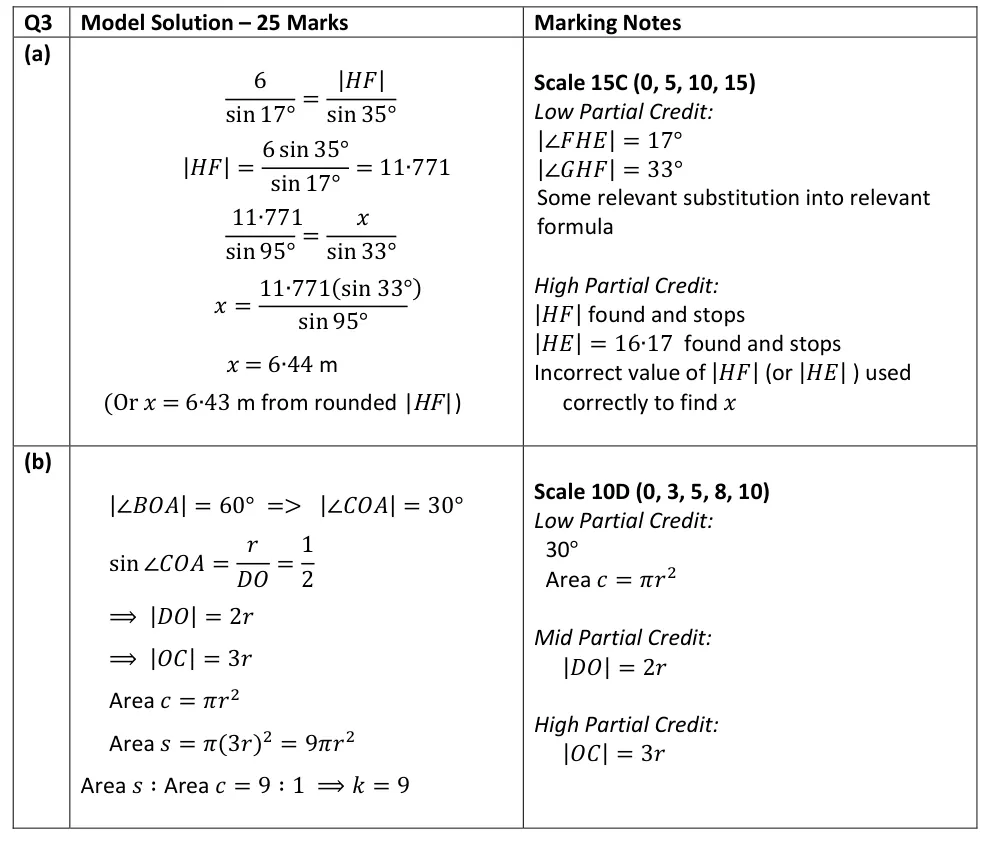 Q3 Model Solution – 25 Marks Marking Notes
(a)
6/sin 17° = |HF|/sin 35°
|HF| = 6 sin 35°/sin 17° = 11·771
11·771/sin 95° = x/sin 33°
x = 11·771(sin 33°)/sin 95°
x = 6·44 m
(Or x = 6·43 m from rounded |HF|)
Scale 15C (0, 5, 10, 15)
Low Partial Credit:
|∠FHE| = 17°
|∠GHF| = 33°
Some relevant substitution into relevant
formula
High Partial Credit:
|HF| found and stops
|HE| = 16·17 found and stops
Incorrect value of |HF| (or |HE| ) used
correctly to find x
(b)
|∠BOA| = 60° => |∠COA| = 30°
sin ∠COA = r/DO = 1/2
⟹ |DO| = 2r
⟹ |OC| = 3r
Area c = πr²
Area s = π(3r)² = 9πr²
Area s : Area c = 9 : 1 ⟹ k = 9
Scale 10D (0, 3, 5, 8, 10)
Low Partial Credit:
30°
Area c = πr²
Mid Partial Credit:
|DO| = 2r
High Partial Credit:
|OC| = 3r